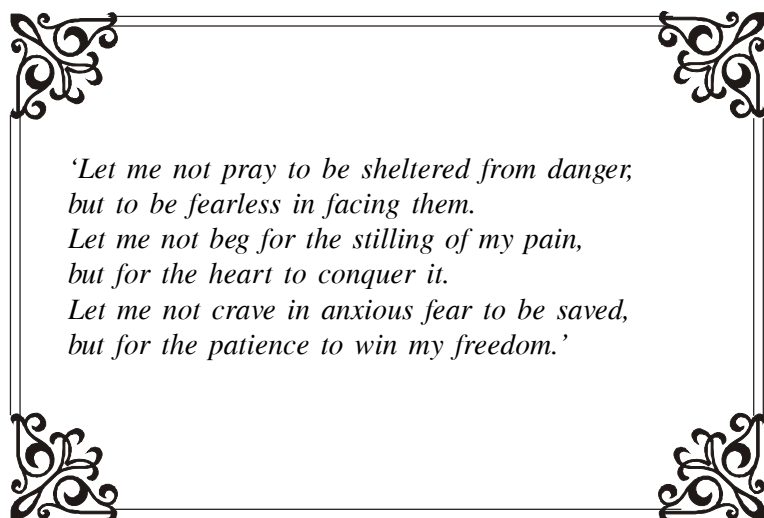 ‘Let me not pray to be sheltered from danger,
but to be fearless in facing them.
Let me not beg for the stilling of my pain,
but for the heart to conquer it.
Let me not crave in anxious fear to be saved,
but for the patience to win my freedom.’